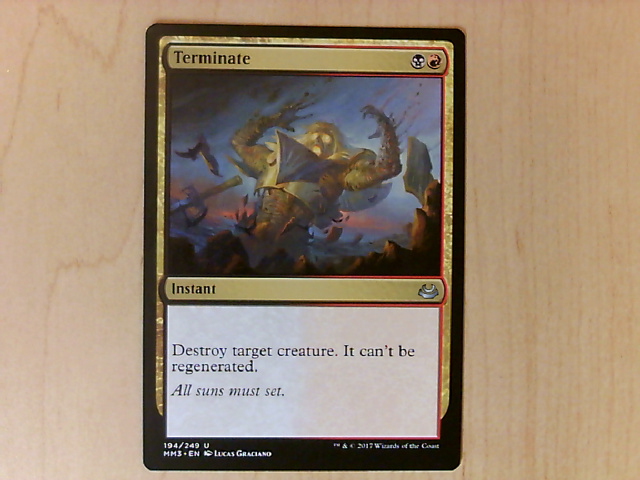 Terminate
Instant
Destroy target creature. It can't be
regenerated.
All suns must set.
194/249 U
MM3 • EN Lucas Graciano
™ & © 2017 Wizards of the Coast